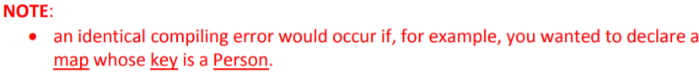 NOTE:
• an identical compiling error would occur if, for example, you wanted to declare a
map whose key is a Person.